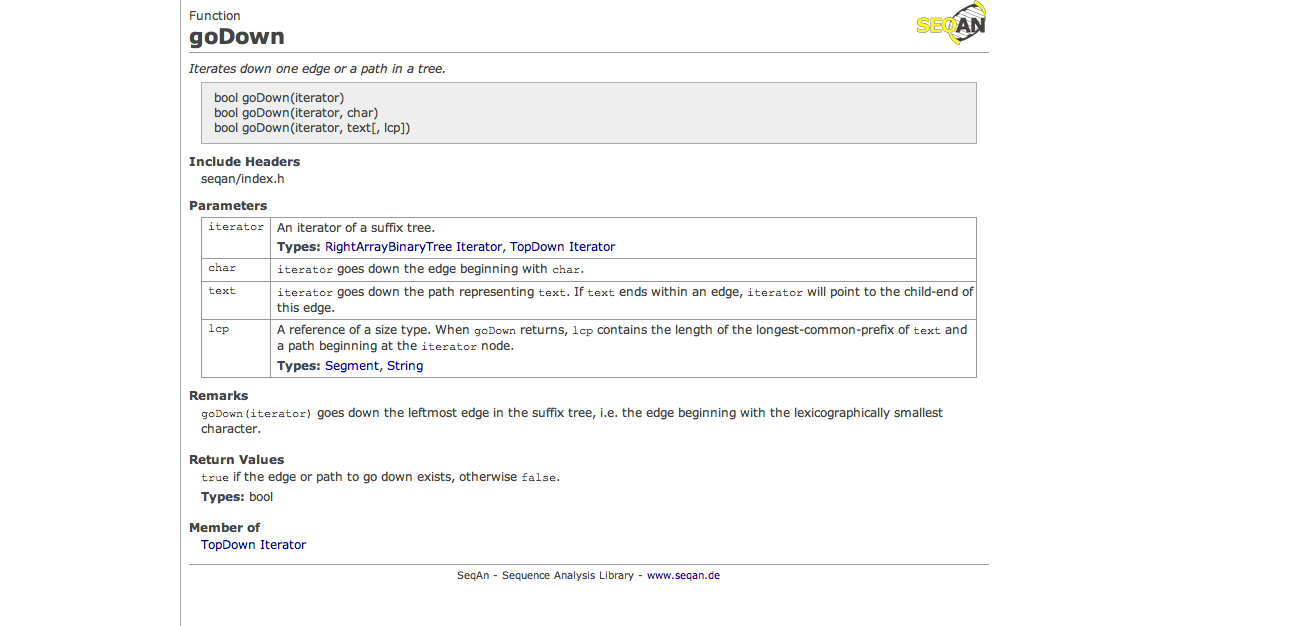 Function
goDown
SEQAN
Iterates down one edge or a path in a tree.
bool goDown(iterator)
bool goDown(iterator, char)
bool goDown(iterator, text[, lcp])
Include Headers
seqan/index.h
Parameters
iterator An iterator of a suffix tree.
Types: RightArrayBinaryTree Iterator, TopDown Iterator
char iterator goes down the edge beginning with char.
text iterator goes down the path representing text. If text ends within an edge, iterator will point to the child-end of
this edge.
lcp A reference of a size type. When goDown returns, lcp contains the length of the longest-common-prefix of text and
a path beginning at the iterator node.
Types: Segment, String
Remarks
goDown(iterator) goes down the leftmost edge in the suffix tree, i.e. the edge beginning with the lexicographically smallest
character.
Return Values
true if the edge or path to go down exists, otherwise false.
Types: bool
Member of
TopDown Iterator
SeqAn - Sequence Analysis Library - www.seqan.de